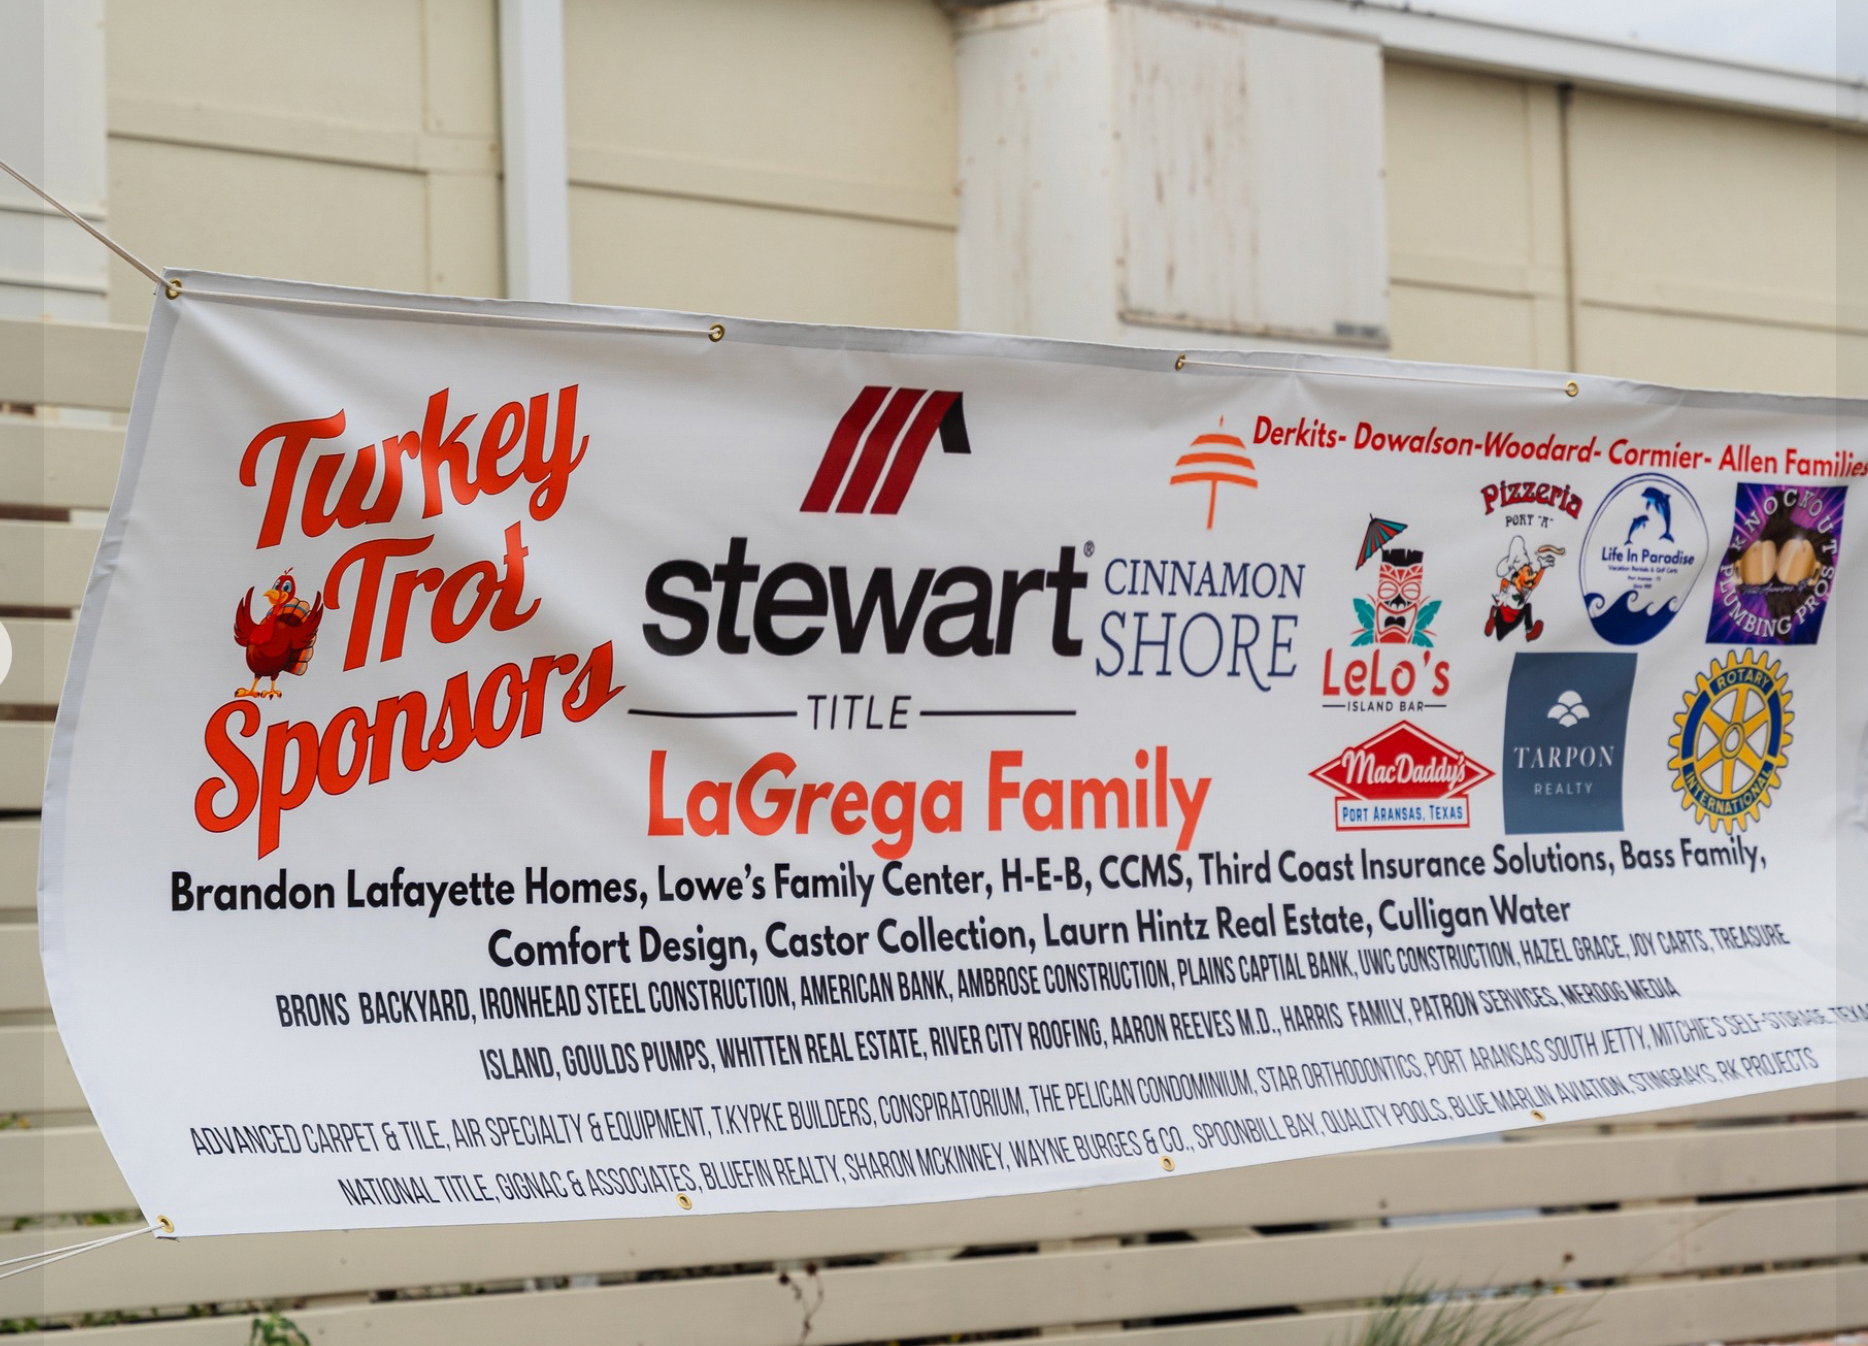 Turkey
Trot
Sponsors
stewart®
TITLE
LaGrega Family
CINNAMON
SHORE
Derkits- Dowalson-Woodard- Cormier- Allen Families
LeLo's
ISLAND BAR
Pizzeria
PORT "A"
Life In Paradise
Vacation Rentals & Golf Cars
KNOCKOUT
PLUMBING PROS
MacDaddy's
PORT ARANSAS, TEXAS
TARPON
REALTY
ROTARY
INTERNATIONAL
Brandon Lafayette Homes, Lowe's Family Center, H-E-B, CCMS, Third Coast Insurance Solutions, Bass Family,
Comfort Design, Castor Collection, Laurn Hintz Real Estate, Culligan Water
BRONS BACKYARD, IRONHEAD STEEL CONSTRUCTION, AMERICAN BANK, AMBROSE CONSTRUCTION, PLAINS CAPTIAL BANK, UWC CONSTRUCTION, HAZEL GRACE, JOY CARTS, TREASURE
ISLAND, GOULDS PUMPS, WHITTEN REAL ESTATE, RIVER CITY ROOFING, AARON REEVES M.D., HARRIS FAMILY, PATRON SERVICES, MERDOG MEDIA
ADVANCED CARPET & TILE, AIR SPECIALTY & EQUIPMENT, T.KYPKE BUILDERS, CONSPIRATORIUM, THE PELICAN CONDOMINIUM, STAR ORTHODONTICS, PORT ARANSAS SOUTH JETTY, MITCHIE'S SELF-STORAGE, TEXA
NATIONAL TITLE, GIGNAC & ASSOCIATES, BLUEFIN REALTY, SHARON MCKINNEY, WAYNE BURGES & CO., SPOONBILL BAY, QUALITY POOLS, BLUE MARLIN AVIATION, STINGRAYS, RK PROJECTS